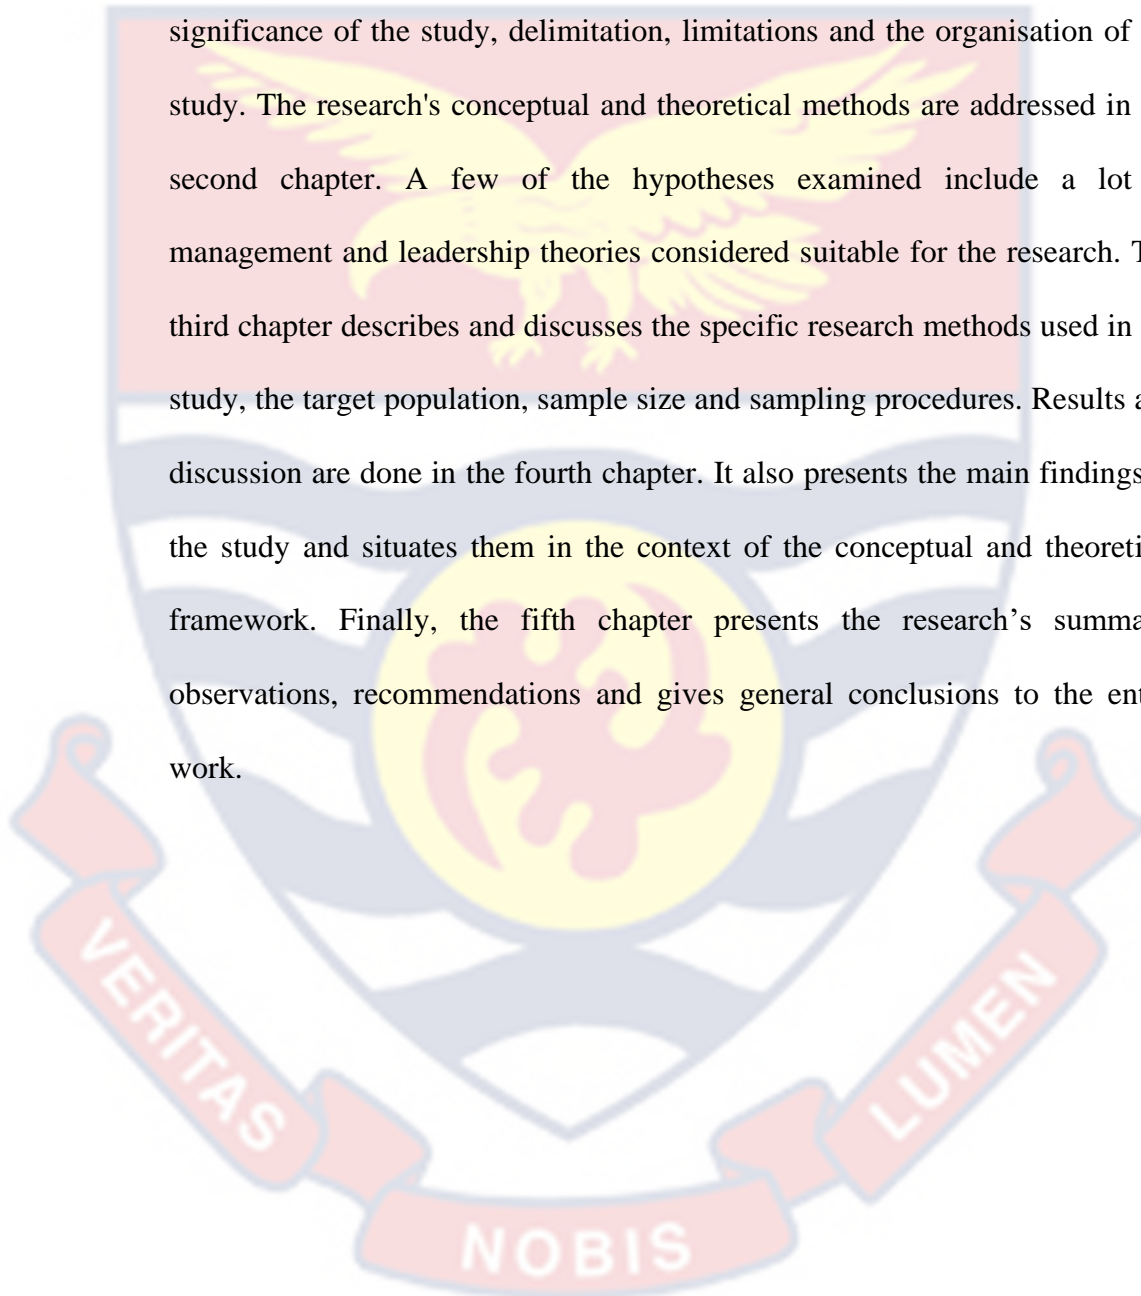 significance of the study, delimitation, limitations and the organisation of
study. The research's conceptual and theoretical methods are addressed in
second chapter. A few of the hypotheses examined include a lot
management and leadership theories considered suitable for the research. T
third chapter describes and discusses the specific research methods used in
study, the target population, sample size and sampling procedures. Results a
discussion are done in the fourth chapter. It also presents the main findings
the study and situates them in the context of the conceptual and theoreti
framework. Finally, the fifth chapter presents the research’s summa
observations, recommendations and gives general conclusions to the ent
work.
VERITAS
NOBIS
LUMEN